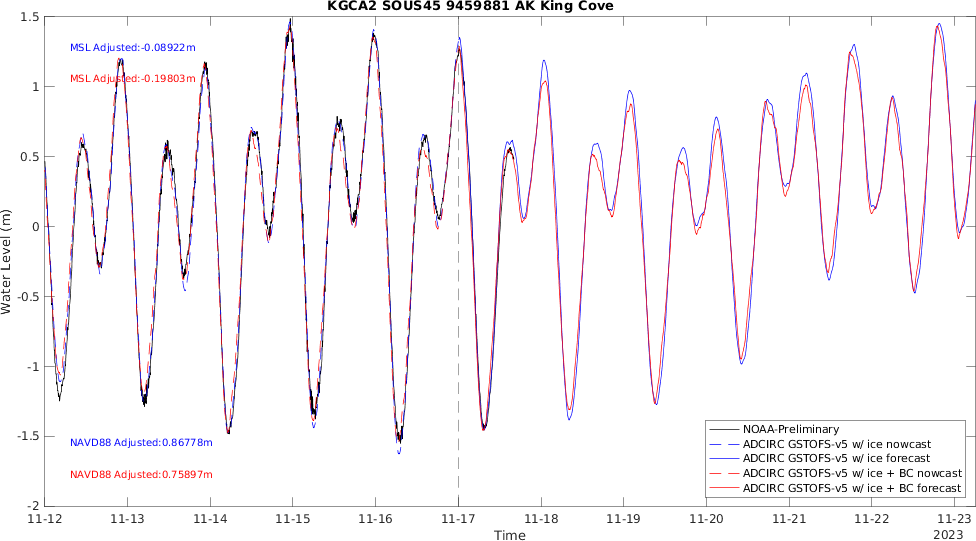 KGCA2 SOUS45 9459881 AK King Cove
1.5
1
0.5
0
-0.5
-1
-1.5
-2
Water Level (m)
MSL Adjusted:-0.08922m
MSL Adjusted:-0.19803m
NAVD88 Adjusted:0.86778m
NAVD88 Adjusted:0.75897m
NOAA-Preliminary
ADCIRC GSTOFS-v5 w/ ice nowcast
ADCIRC GSTOFS-v5 w/ ice forecast
ADCIRC GSTOFS-v5 w/ ice + BC nowcast
ADCIRC GSTOFS-v5 w/ ice + BC forecast
11-12 11-13 11-14 11-15 11-16 11-17 11-18 11-19 11-20 11-21 11-22 11-23
Time
2023